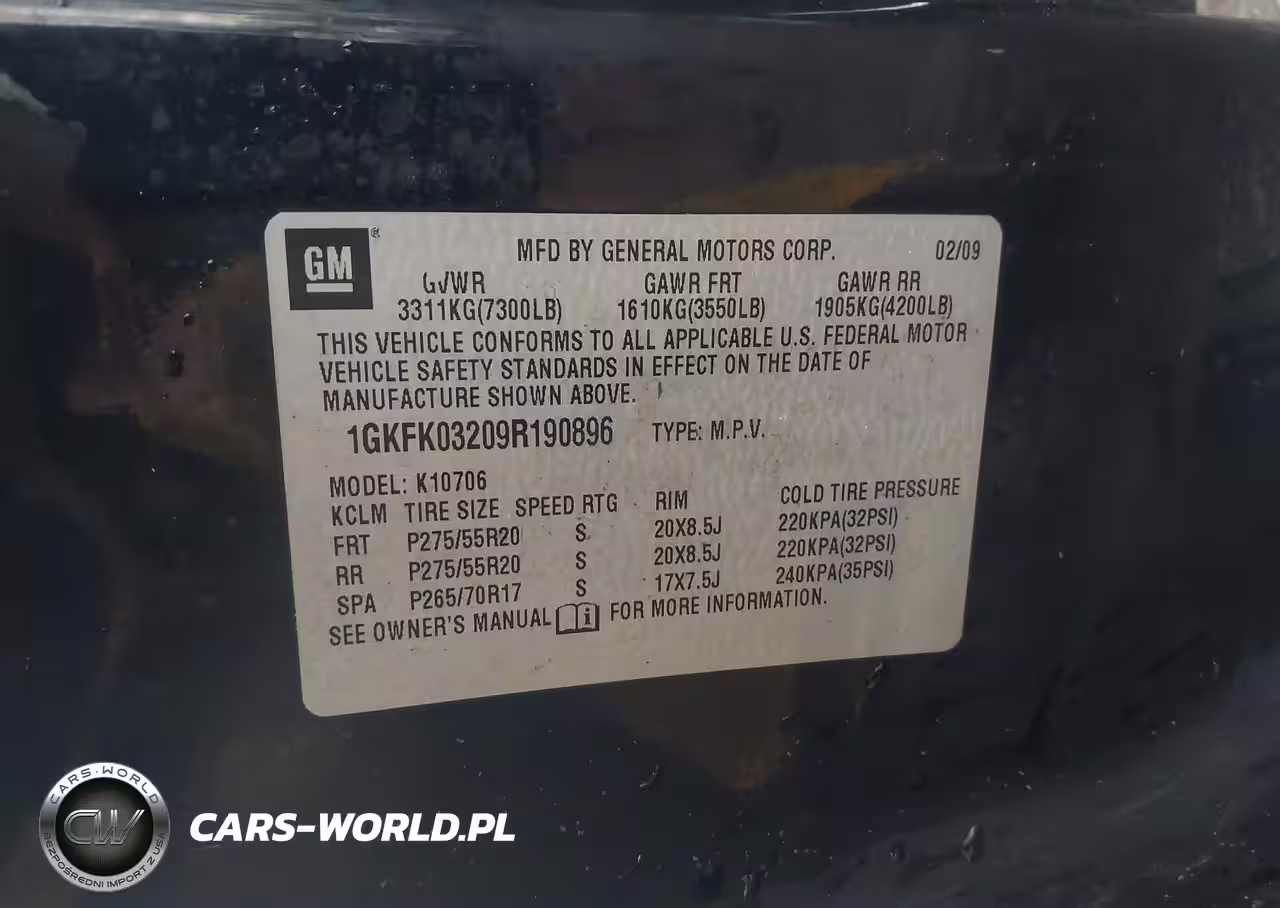 GM ®
MFD BY GENERAL MOTORS CORP. 02/09
GVWR GAWR FRT GAWR RR
3311KG(7300LB) 1610KG(3550LB) 1905KG(4200LB)
THIS VEHICLE CONFORMS TO ALL APPLICABLE U.S. FEDERAL MOTOR
VEHICLE SAFETY STANDARDS IN EFFECT ON THE DATE OF
MANUFACTURE SHOWN ABOVE.
1GKFK03209R190896 TYPE: M.P.V.
MODEL: K10706
KCLM TIRE SIZE SPEED RTG RIM COLD TIRE PRESSURE
FRT P275/55R20 S 20X8.5J 220KPA(32PSI)
RR P275/55R20 S 20X8.5J 220KPA(32PSI)
SPA P265/70R17 S 17X7.5J 240KPA(35PSI)
SEE OWNER'S MANUAL i FOR MORE INFORMATION.
CARS-WORLD
CW
BEZPOŚREDNI IMPORT Z USA
CARS-WORLD.PL